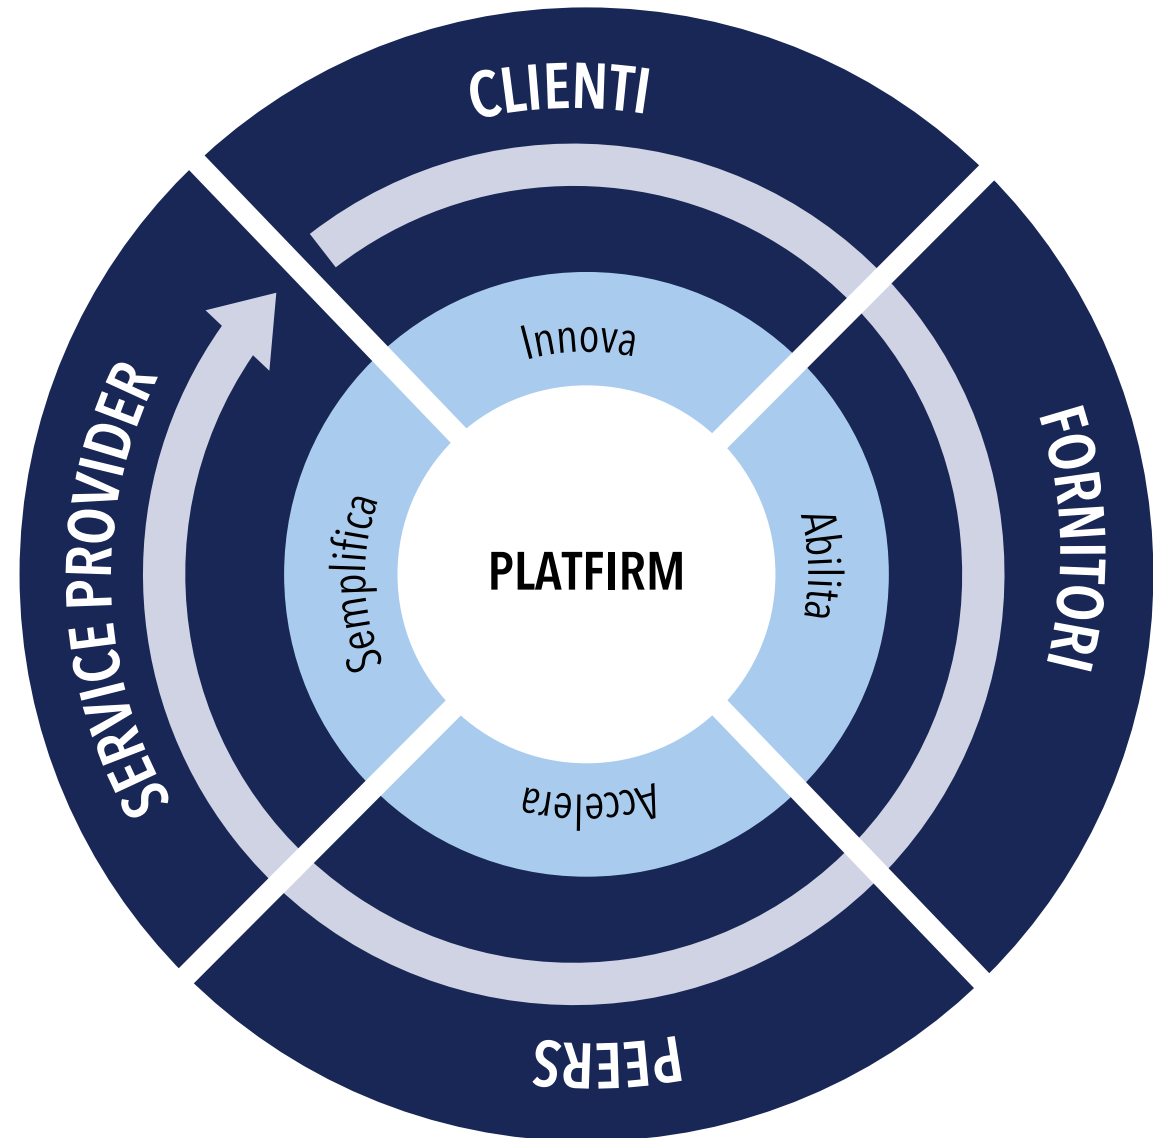 CLIENTI
FORNITORI
PEERS
SERVICE PROVIDER
Innova
Abilita
Accelera
Semplifica
PLATFIRM